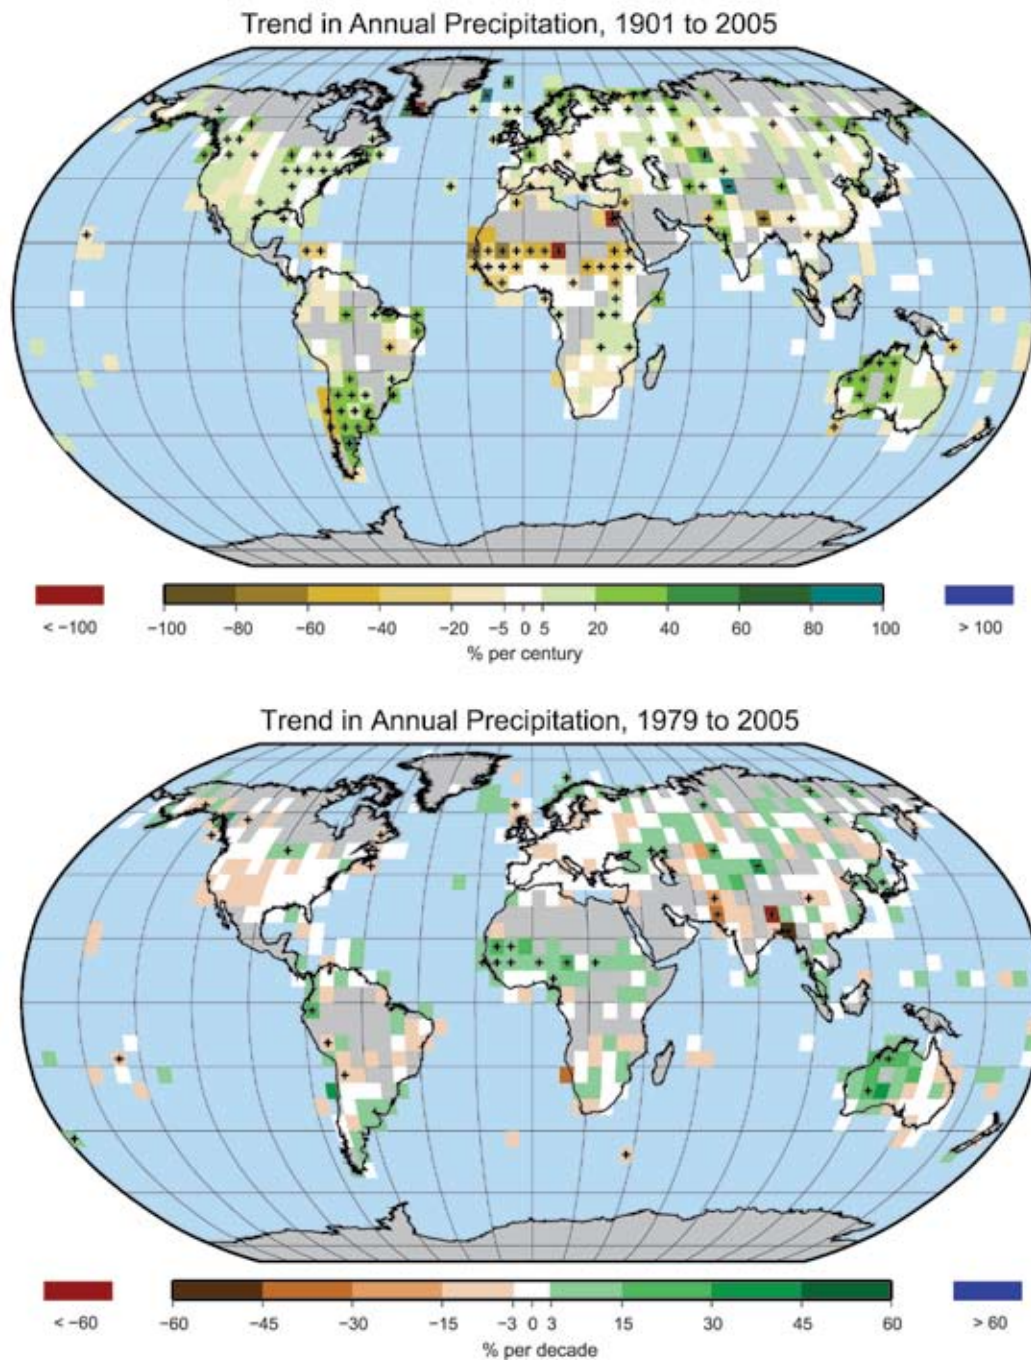 Trend in Annual Precipitation, 1901 to 2005
< −100 −100 −80 −60 −40 −20 −5 0 5 20 40 60 80 100 > 100
% per century
Trend in Annual Precipitation, 1979 to 2005
< −60 −60 −45 −30 −15 −3 0 3 15 30 45 60 > 60
% per decade